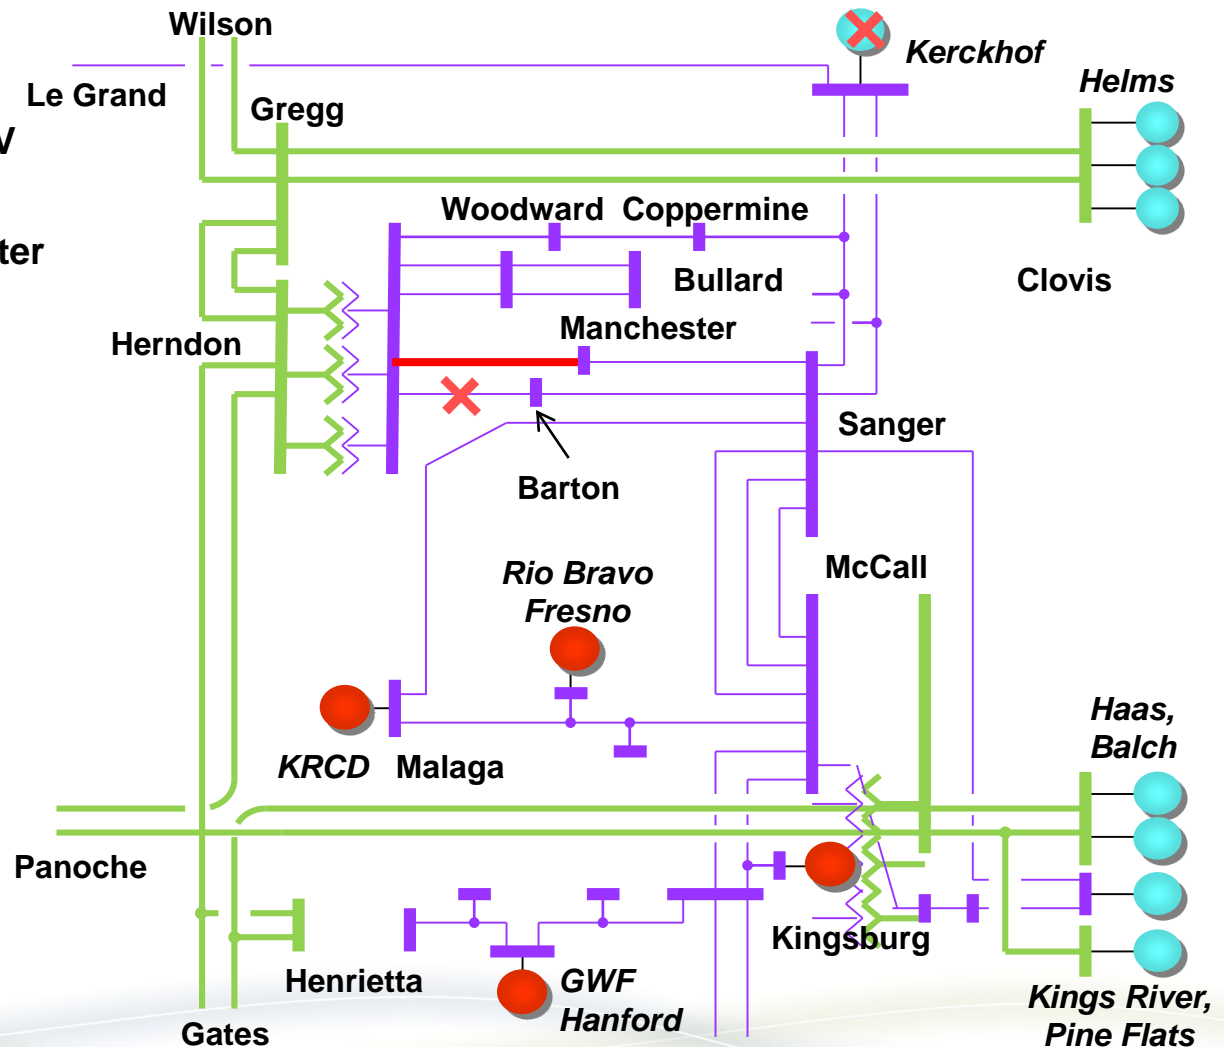 Wilson
Kerckhof
Helms
Le Grand
Gregg
V
Woodward Coppermine
ter
Bullard
Clovis
Manchester
Herndon
Sanger
Barton
McCall
Rio Bravo
Fresno
Haas,
Balch
KRCD Malaga
Panoche
Kingsburg
Henrietta
GWF
Hanford
Kings River,
Pine Flats
Gates